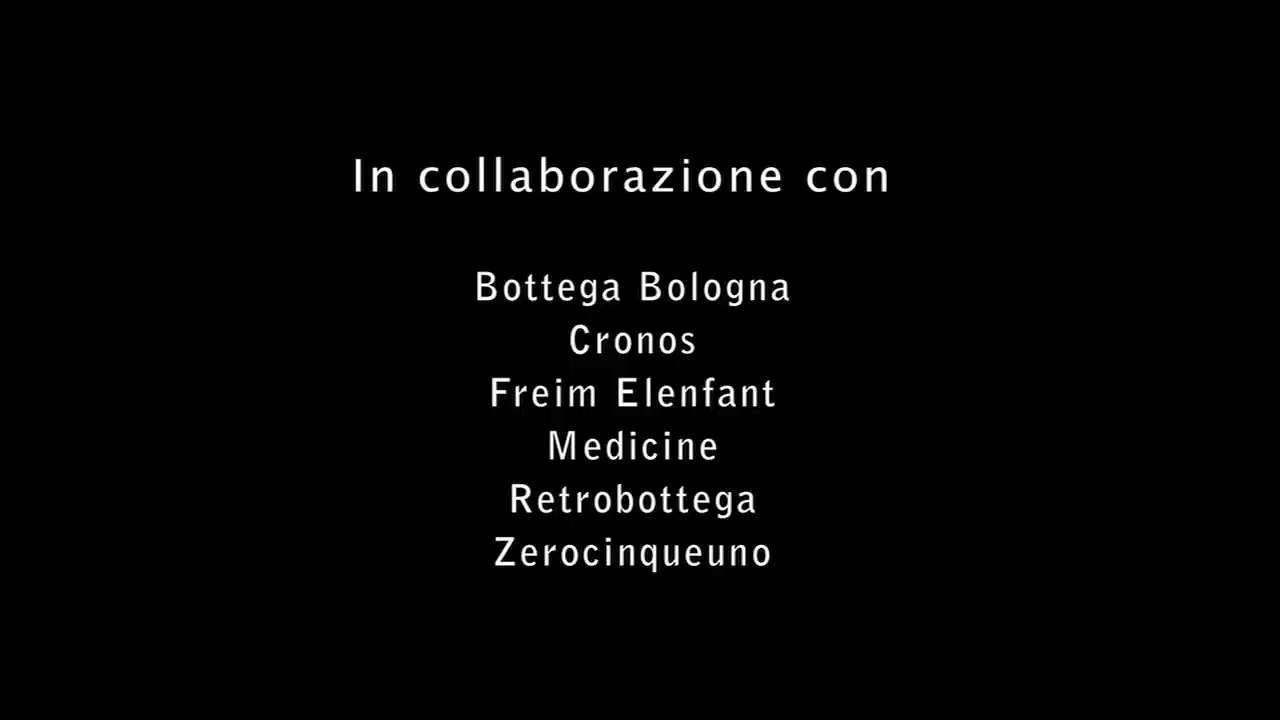 In collaborazione con
Bottega Bologna
Cronos
Freim Elenfant
Medicine
Retrobottega
Zerocinqueuno